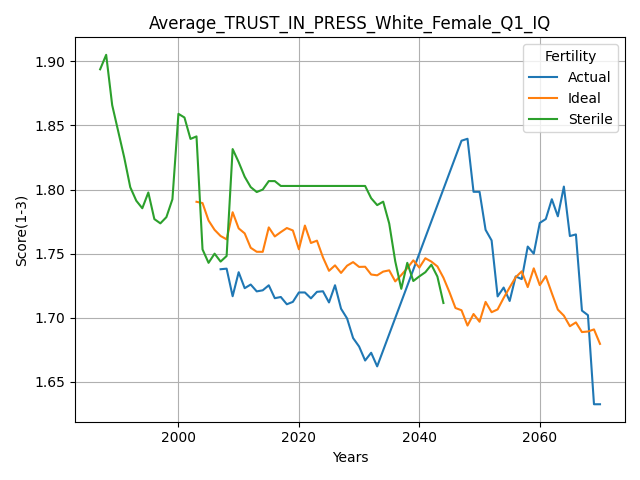 Average_TRUST_IN_PRESS_White_Female_Q1_IQ
Fertility
Actual
Ideal
Sterile
Score(1-3)
1.90
1.85
1.80
1.75
1.70
1.65
2000
2020
2040
2060
Years